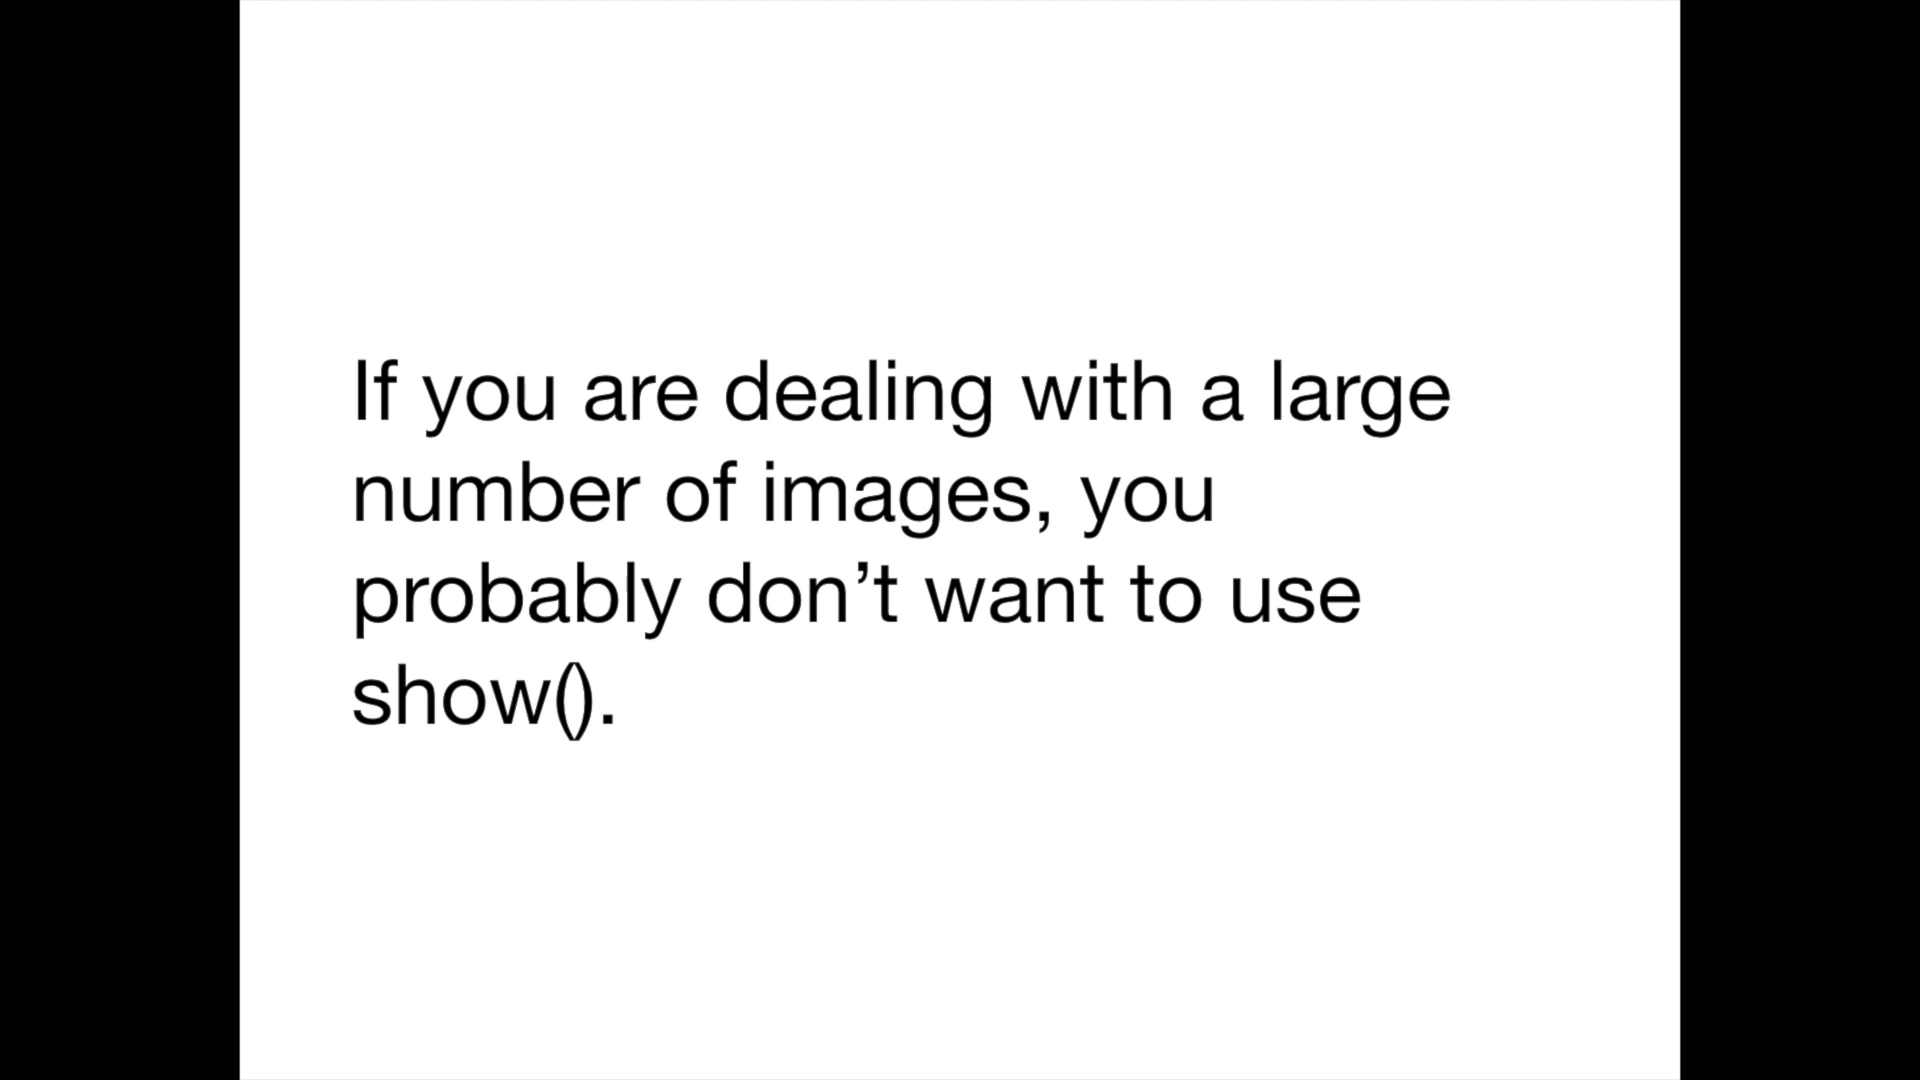 If you are dealing with a large
number of images, you
probably don’t want to use
show().